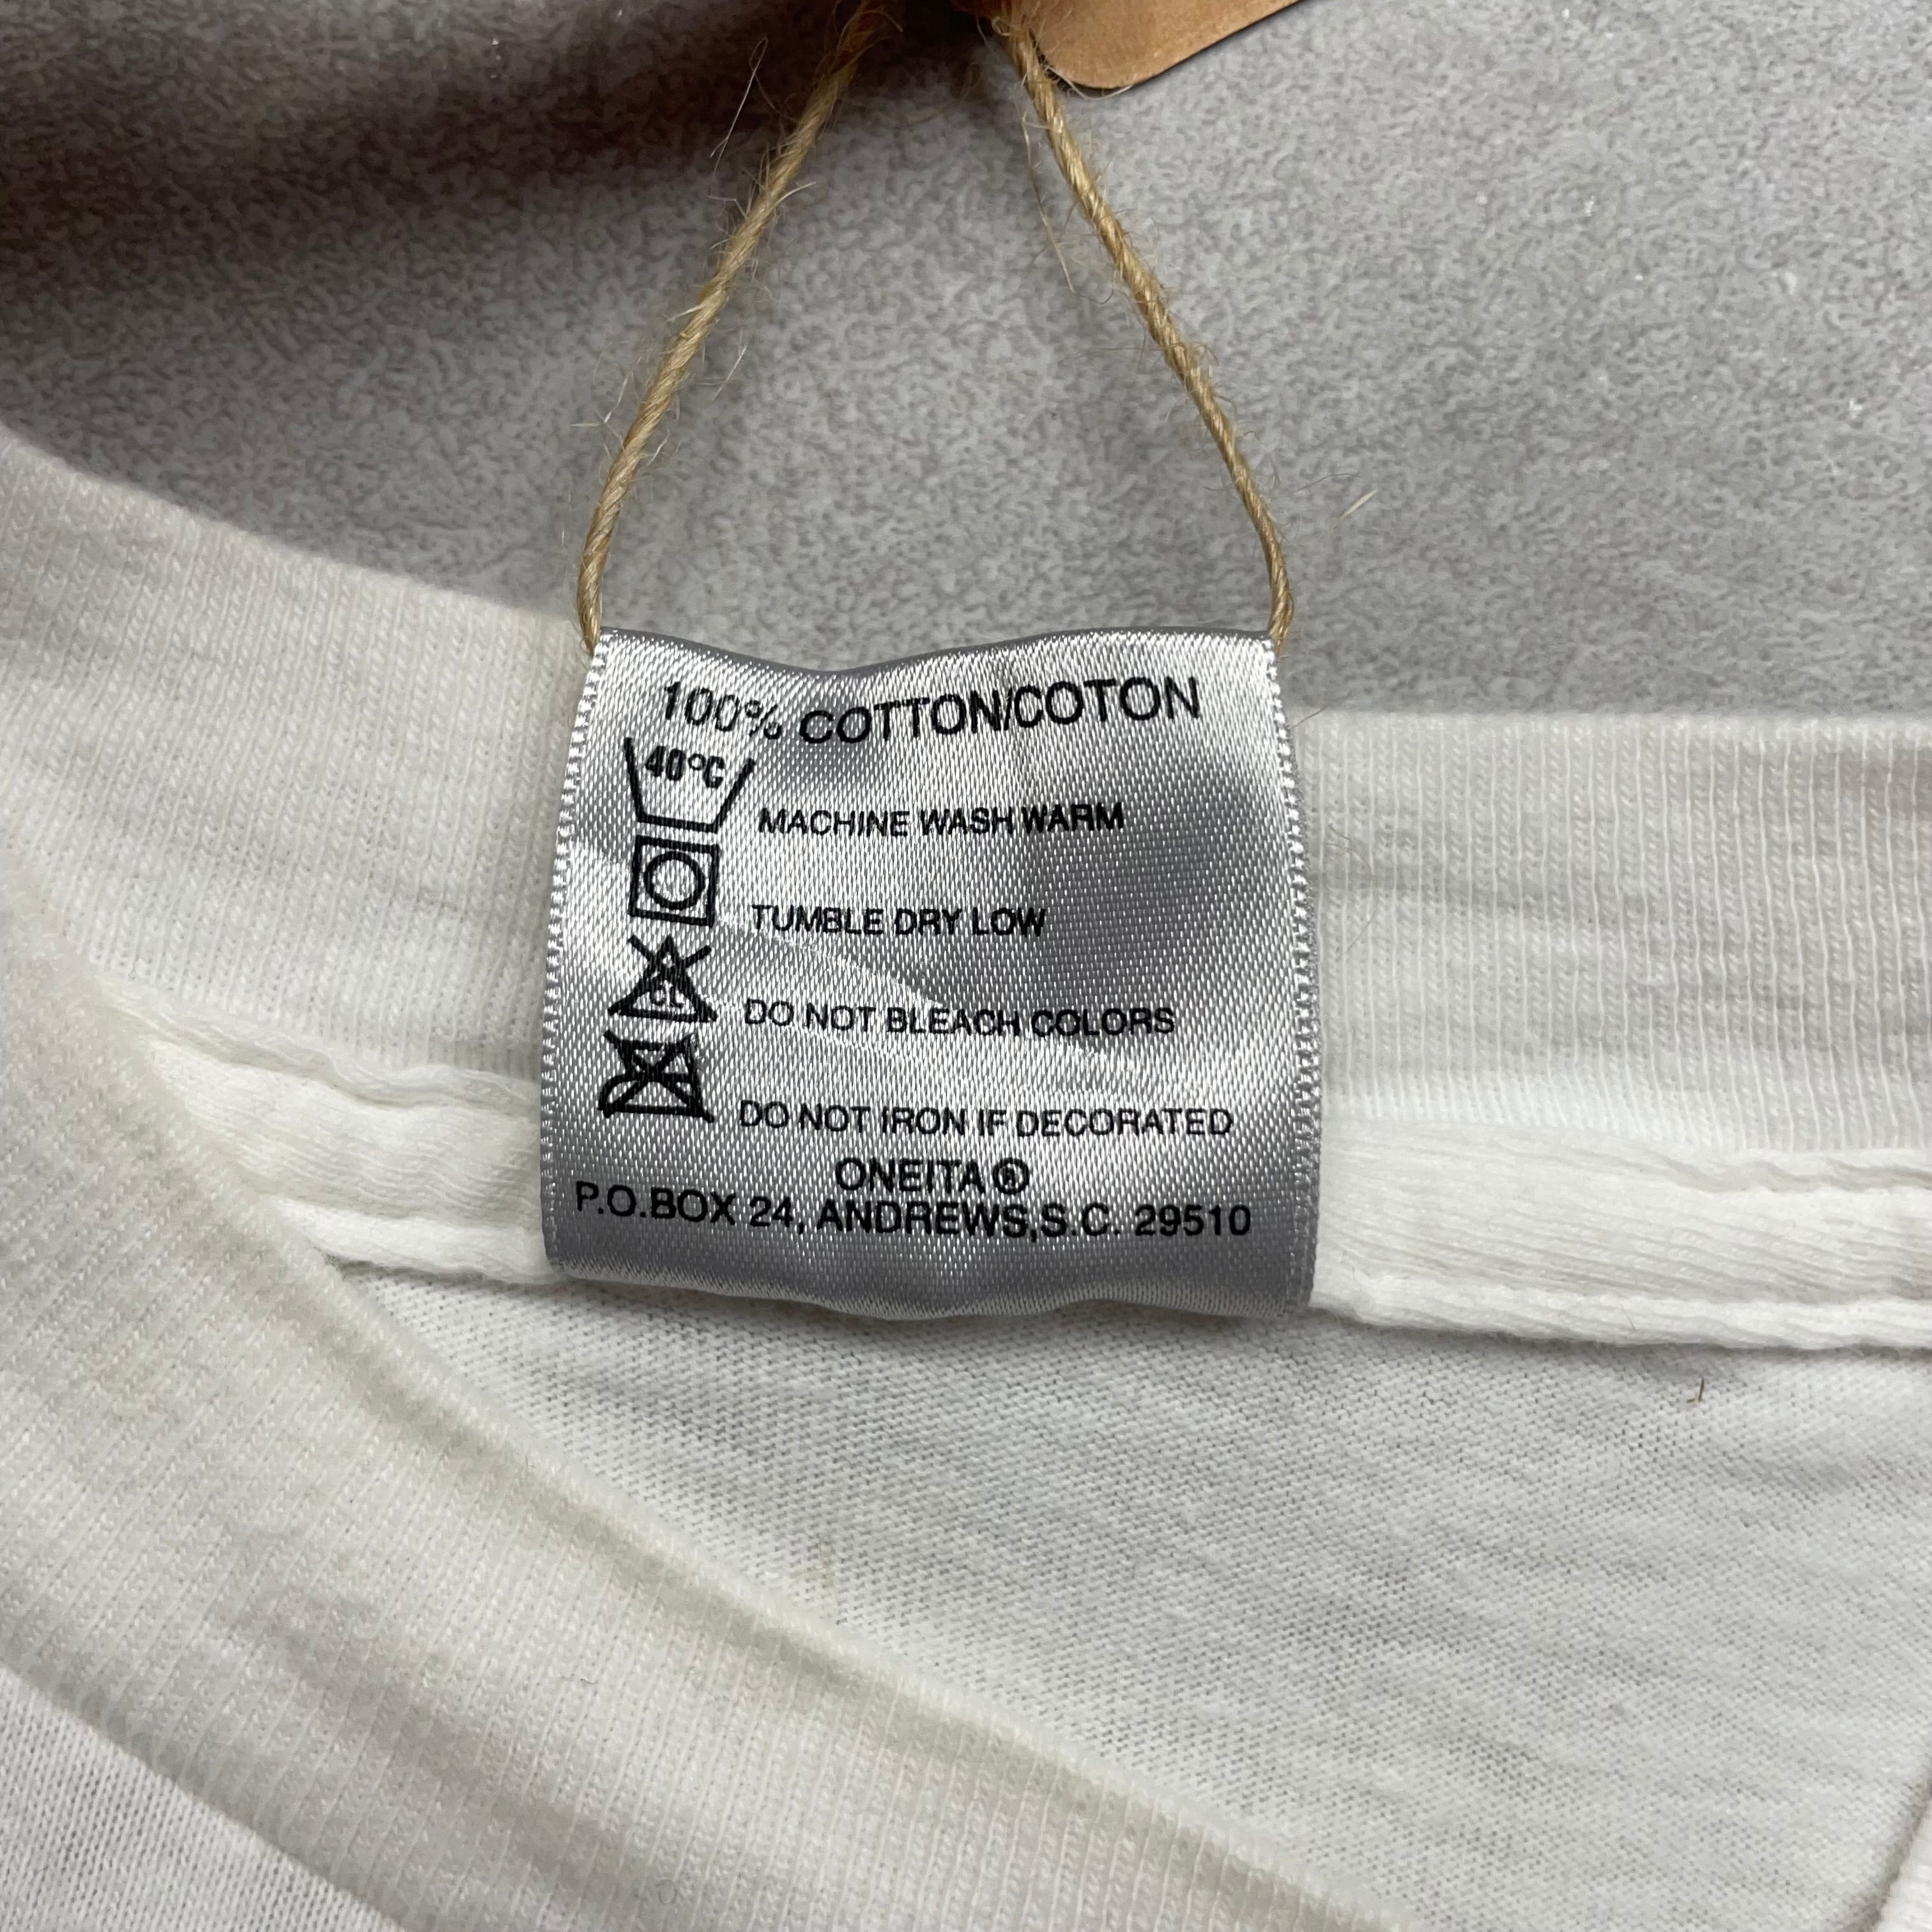 100% COTTON/COTON
40°C
MACHINE WASH WARM
TUMBLE DRY LOW
CL
DO NOT BLEACH COLORS
DO NOT IRON IF DECORATED
ONEITA®
P.O.BOX 24, ANDREWS,S.C. 29510